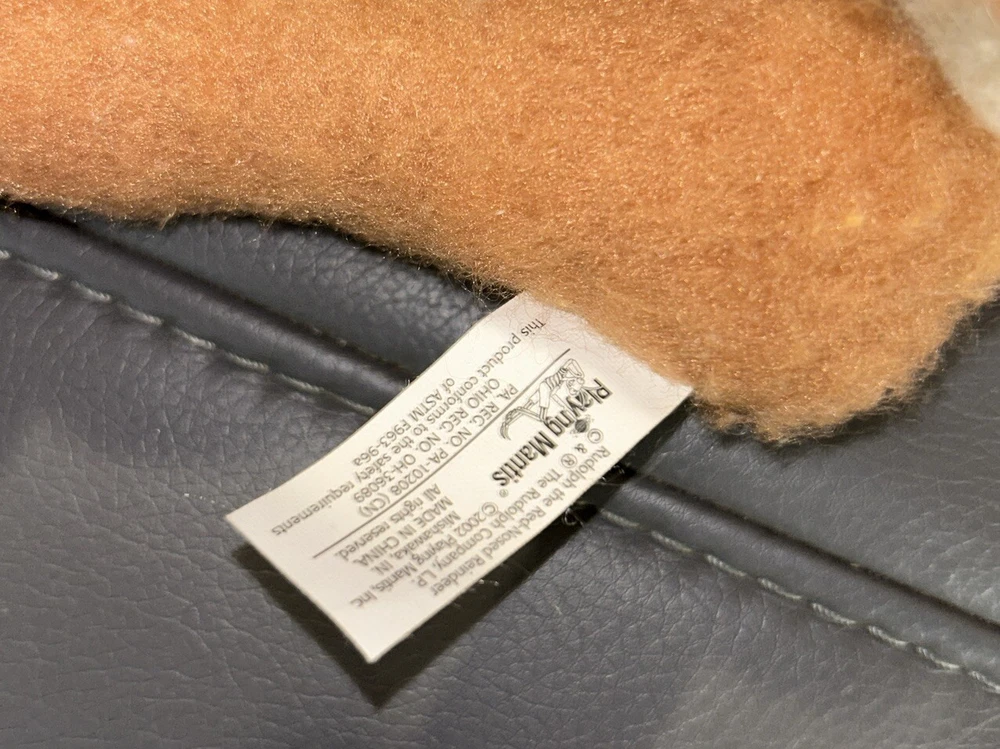 © Rudolph the Red-Nosed Reindeer
& ® The Rudolph Company, L.P.
Playing Mantis®
©2002 Playing Mantis, Inc.
Mishawaka, IN
MADE IN CHINA
All rights reserved.
PA. REG. NO. PA-10208 (CN)
OHIO REG. NO. OH-36089
This product conforms to the safety requirements
of ASTM F963-96a